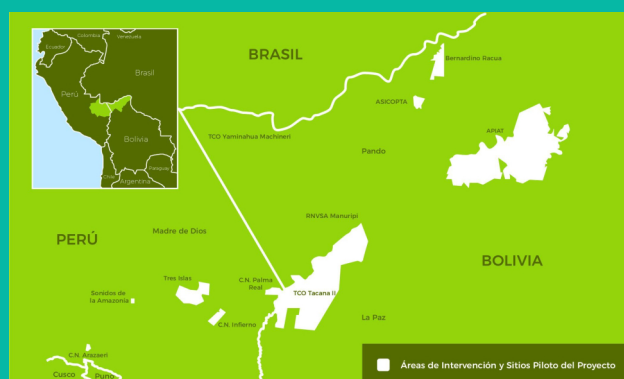 Colombia
Venezuela
Ecuador
Brasil
Perú
Bolivia
Paraguay
Chile
Argentina
BRASIL
Bernardino Racua
ASICOPTA
TCO Yaminahua Machineri
APIAT
Pando
RNVSA Manuripi
Madre de Dios
PERÚ
BOLIVIA
Tres Islas
C.N. Palma
Real
TCO Tacana II
Sonidos de
la Amazonía
C.N. Infierno
La Paz
C.N. Arazaeri
Cusco
Puno
Áreas de Intervención y Sitios Piloto del Proyecto